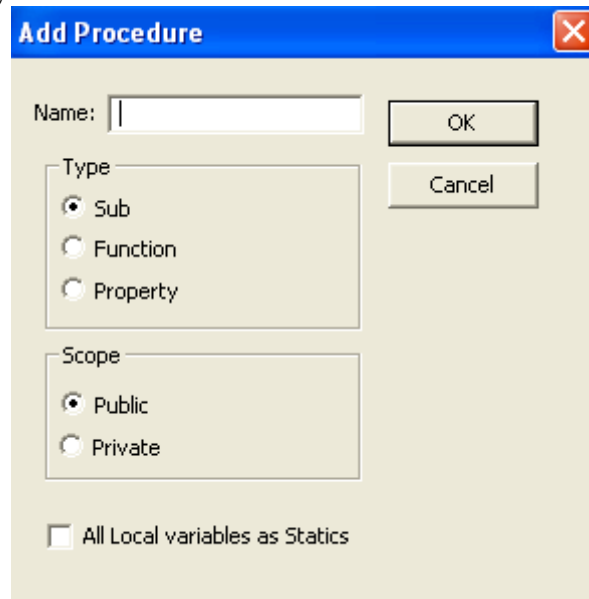 Add Procedure
Name:
OK
Cancel
Type
Sub
Function
Property
Scope
Public
Private
All Local variables as Statics